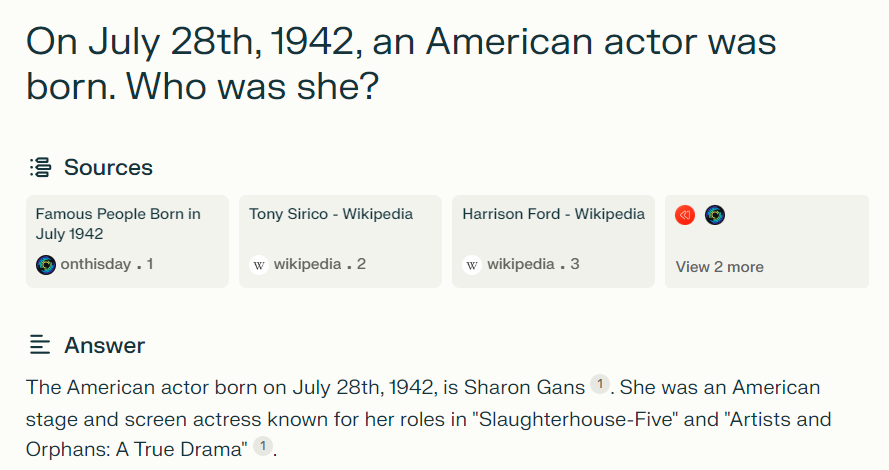 On July 28th, 1942, an American actor was
born. Who was she?
Sources
Famous People Born in
July 1942
onthisday . 1
Tony Sirico - Wikipedia
W wikipedia . 2
Harrison Ford - Wikipedia
W wikipedia . 3
View 2 more
Answer
The American actor born on July 28th, 1942, is Sharon Gans 1 . She was an American
stage and screen actress known for her roles in "Slaughterhouse-Five" and "Artists and
Orphans: A True Drama" 1 .